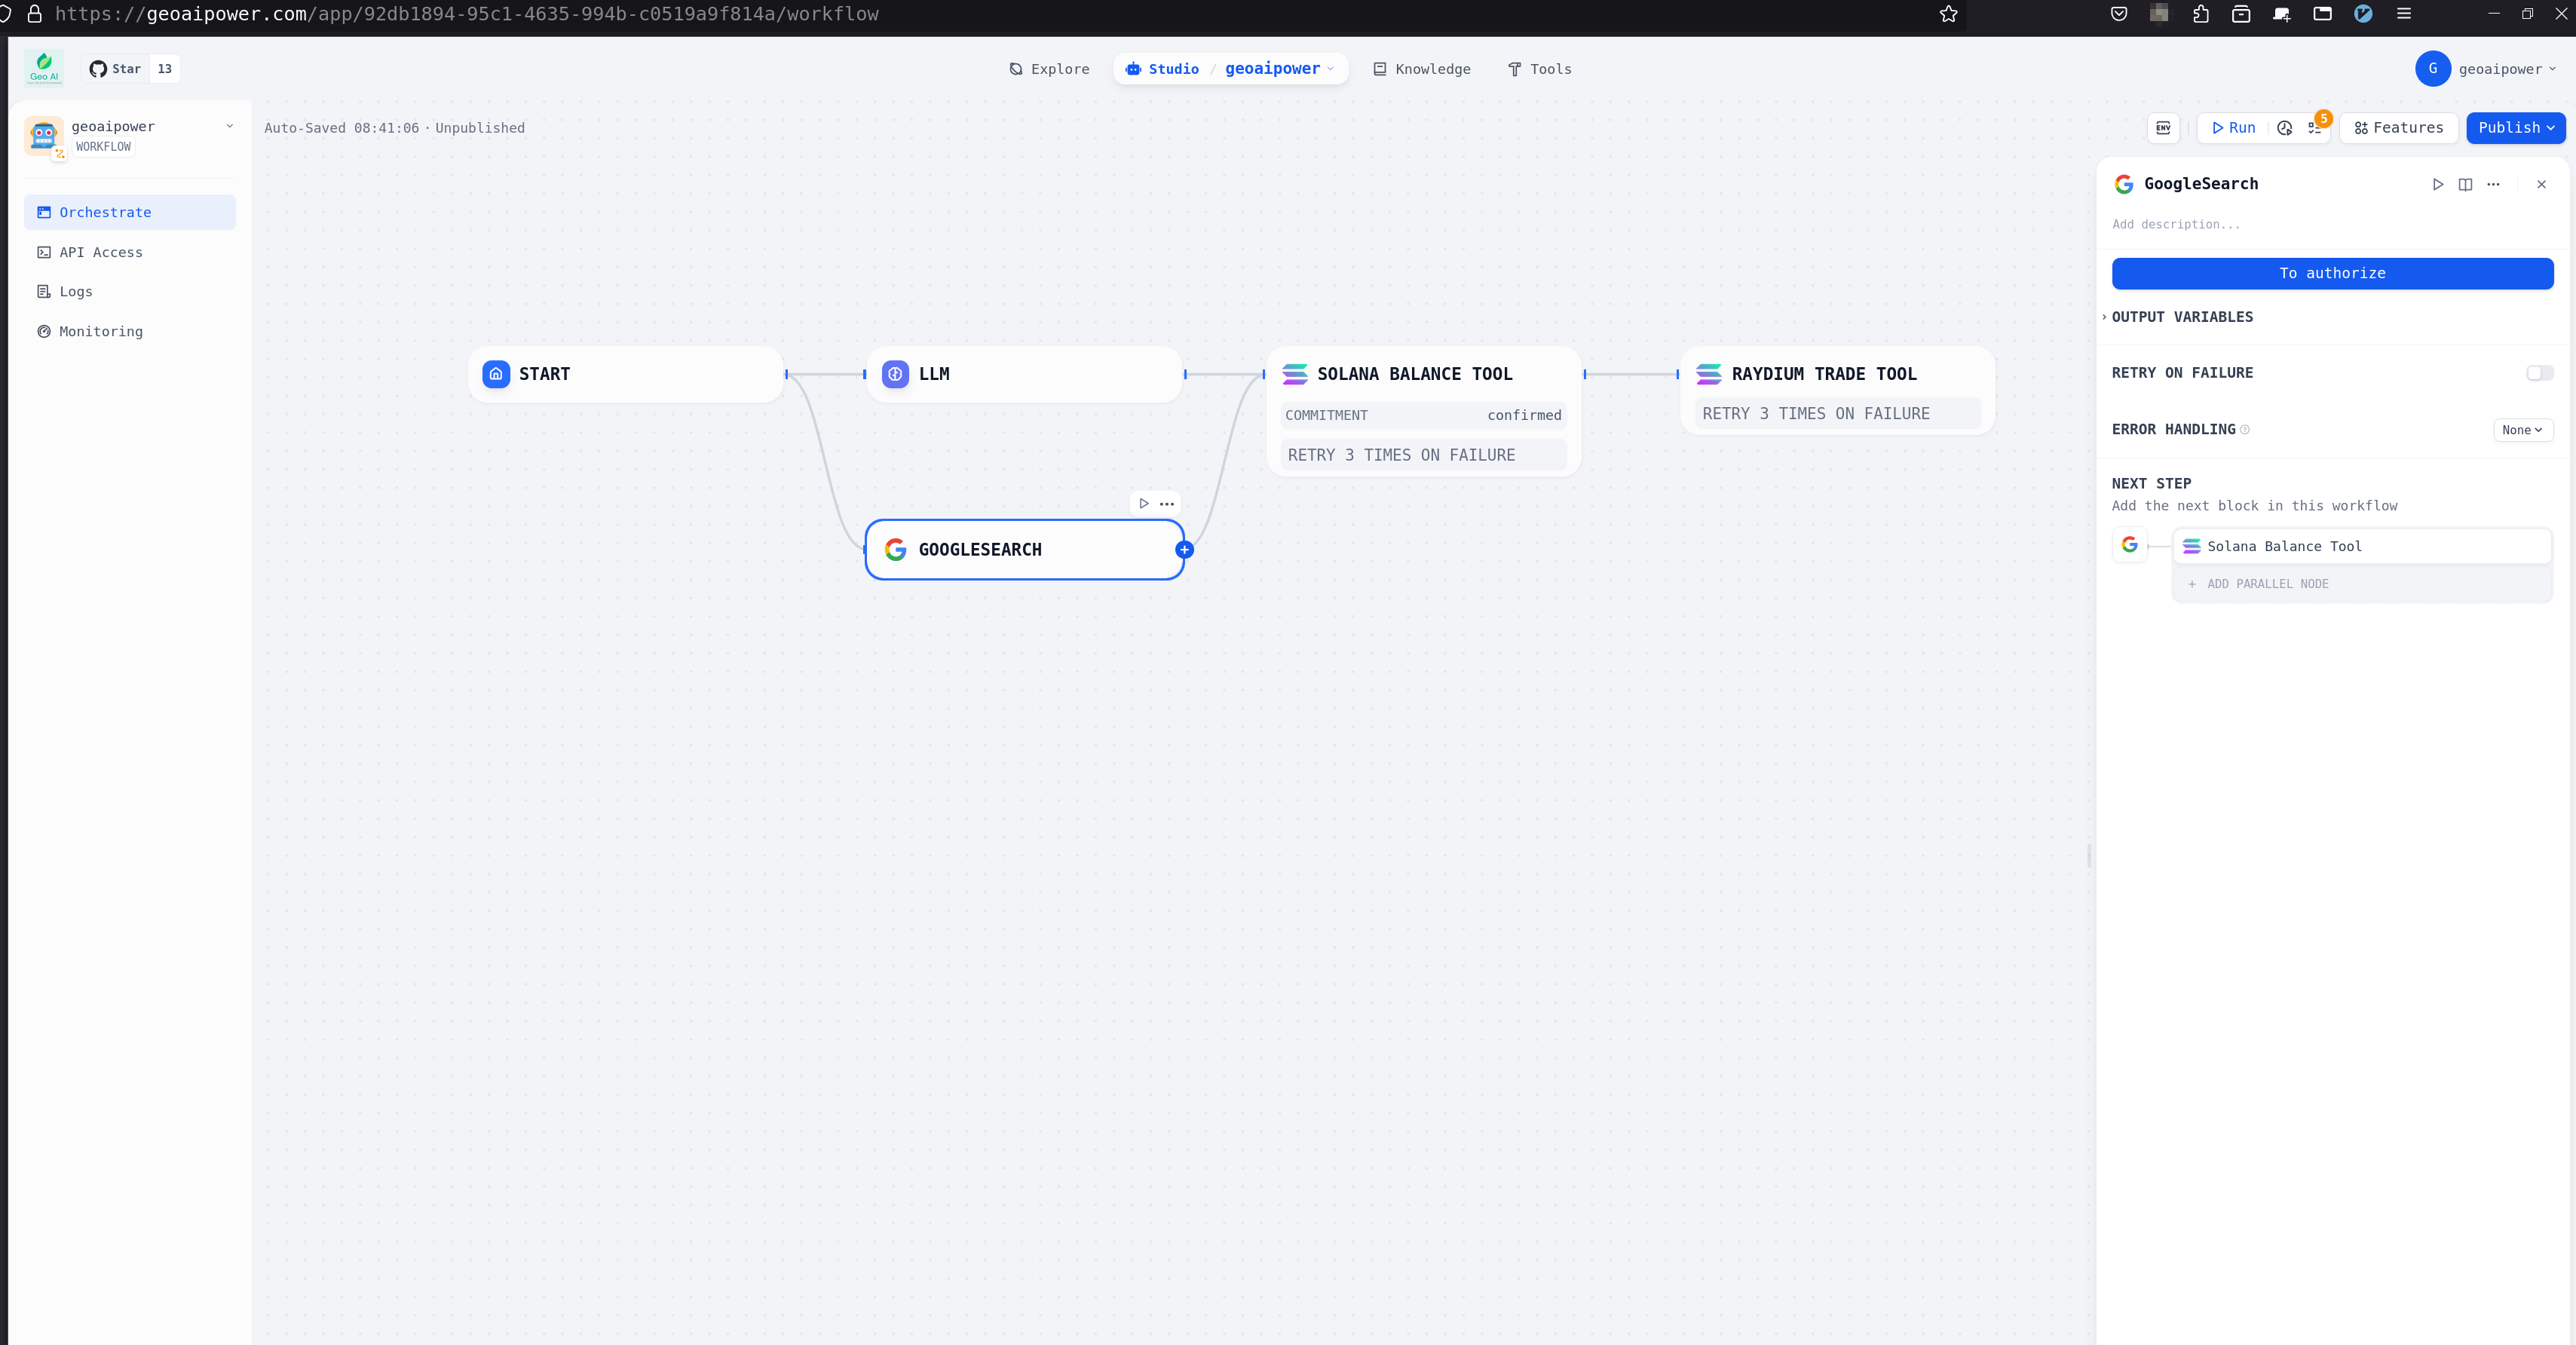 https://geoaipower.com/app/92db1894-95c1-4635-994b-c0519a9f814a/workflow
Geo AI
Star 13
Explore
Studio / geoaipower
Knowledge
Tools
G geoaipower
geoaipower
WORKFLOW
Orchestrate
API Access
Logs
Monitoring
Auto-Saved 08:41:06 · Unpublished
ENV
Run
5
Features
Publish
START
LLM
SOLANA BALANCE TOOL
COMMITMENT confirmed
RETRY 3 TIMES ON FAILURE
RAYDIUM TRADE TOOL
RETRY 3 TIMES ON FAILURE
GOOGLESEARCH
GoogleSearch
Add description...
To authorize
OUTPUT VARIABLES
RETRY ON FAILURE
ERROR HANDLING
None
NEXT STEP
Add the next block in this workflow
Solana Balance Tool
+ ADD PARALLEL NODE